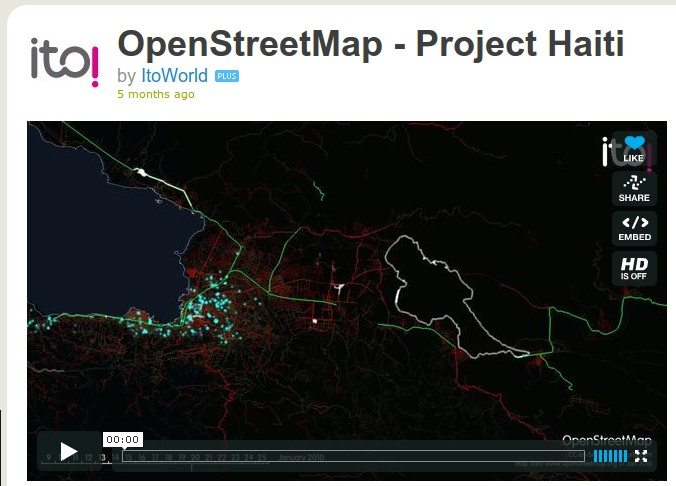 ito!
OpenStreetMap - Project Haiti
by ItoWorld PLUS
5 months ago
ito!
LIKE
SHARE
</>
EMBED
HD
IS OFF
OpenStreetMap
00:00
9 10 11 12 13 14 15 16 17 18 19 20 21 22 23 24 25 January 2010